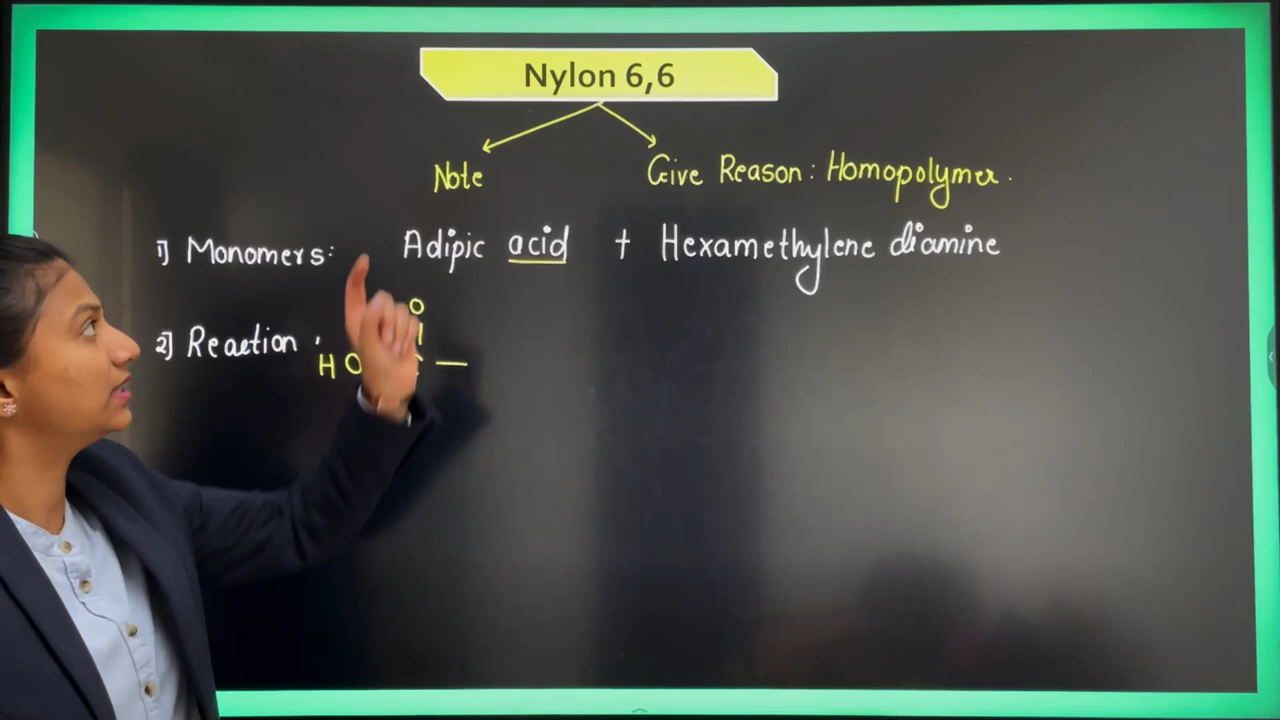 Nylon 6,6
Note
Give Reason: Homopolymer.
1) Monomers: Adipic acid + Hexamethylene diamine
O
2) Reaction :
H O —